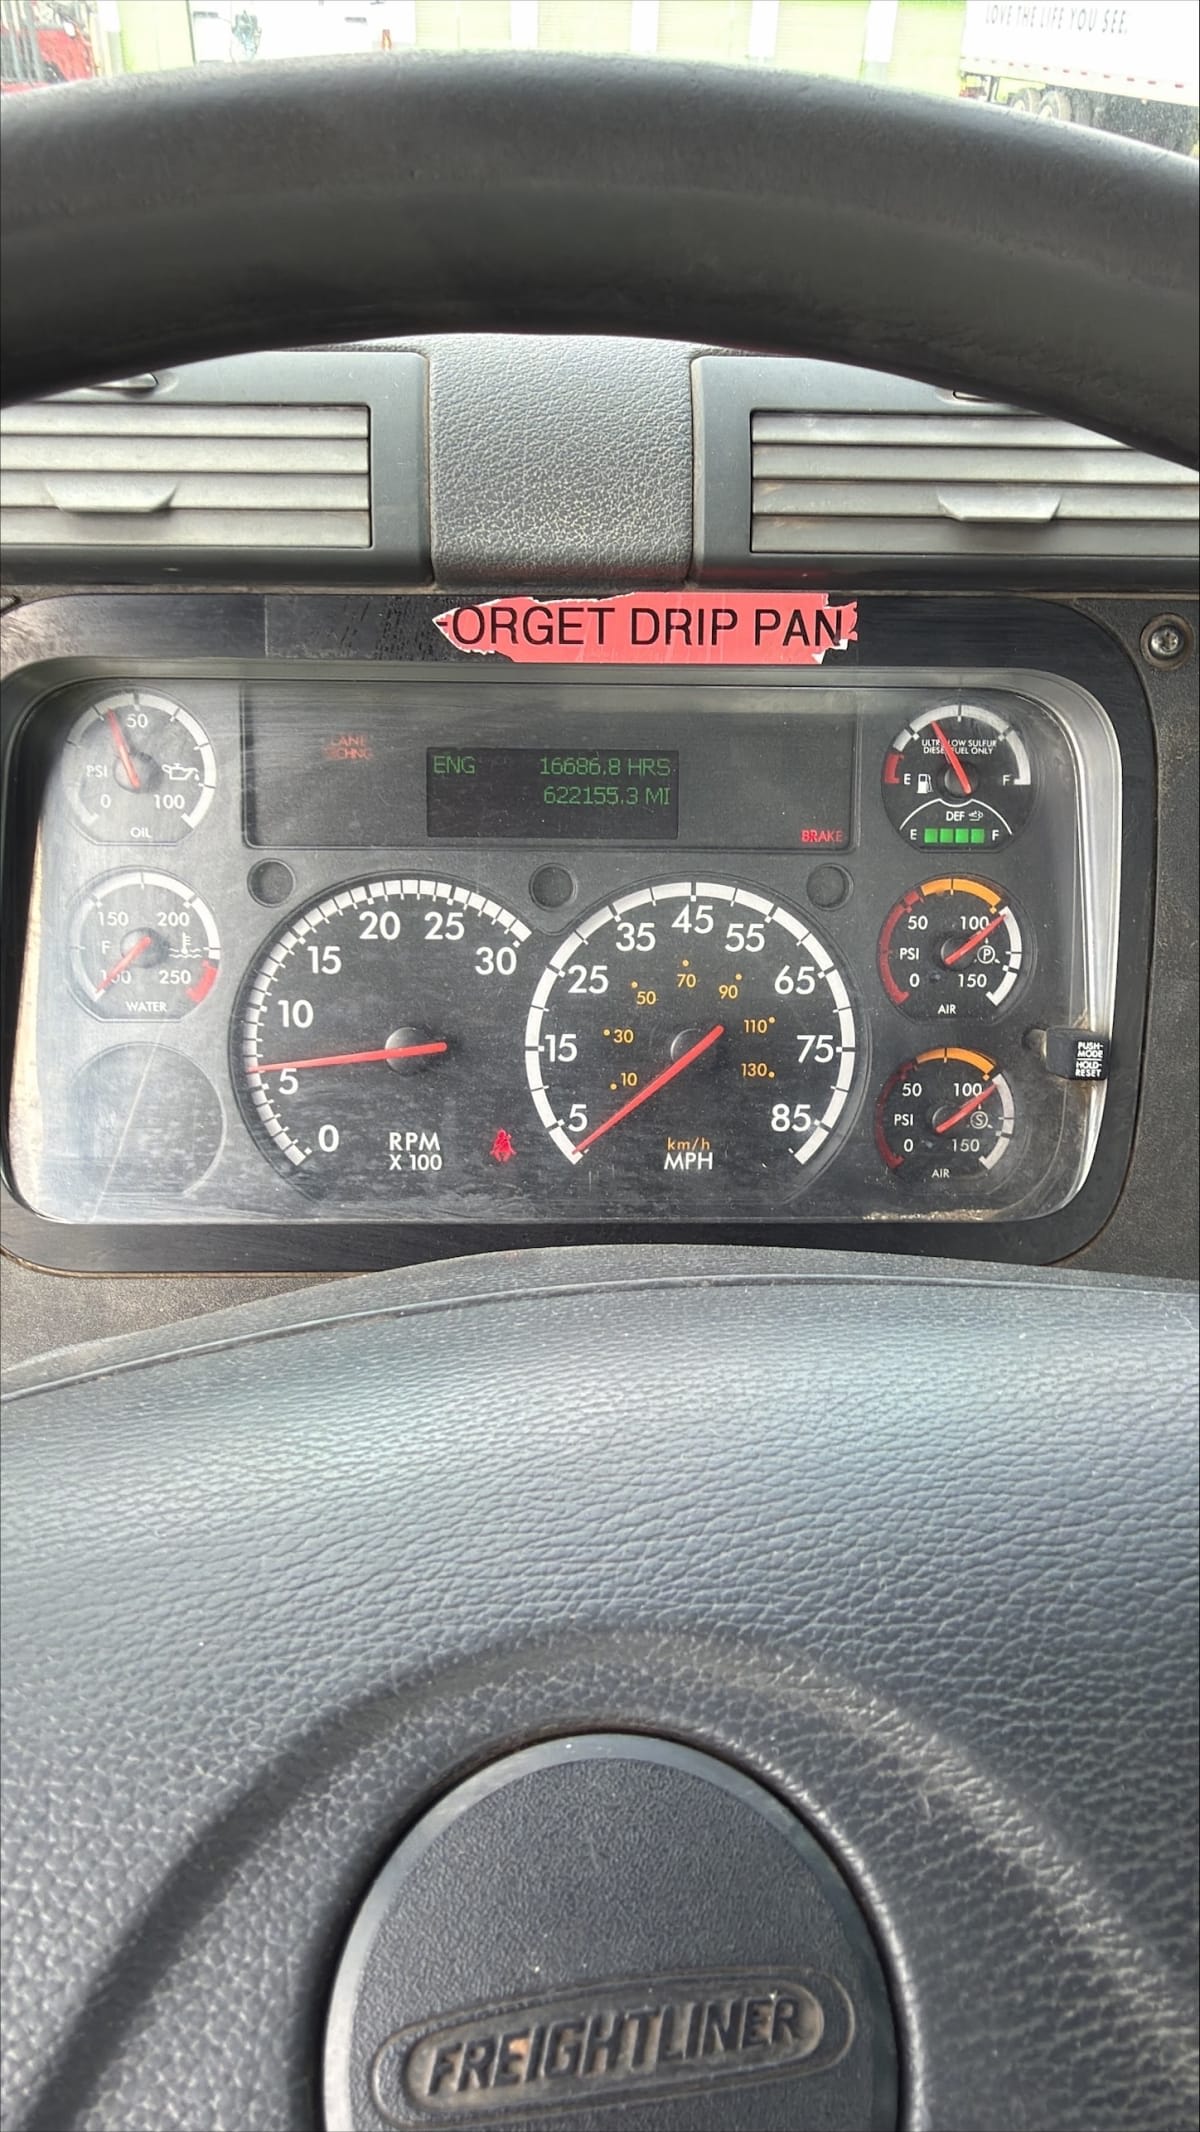 LOVE THE LIFE YOU SEE.
ORGET DRIP PAN
50
PSI
0 100
OIL
ENG 16686.8 HRS
622155.3 MI
BRAKE
ULTRA LOW SULFUR
DIESEL FUEL ONLY
E F
DEF
E F
150 200
F
100 250
WATER
0 5 10 15 20 25 30
RPM
X 100
5 15 25 35 45 55 65 75 85
10 30 50 70 90 110 130
km/h
MPH
50 100
PSI P
0 150
AIR
PUSH-
MODE
HOLD-
RESET
50 100
PSI S
0 150
AIR
FREIGHTLINER